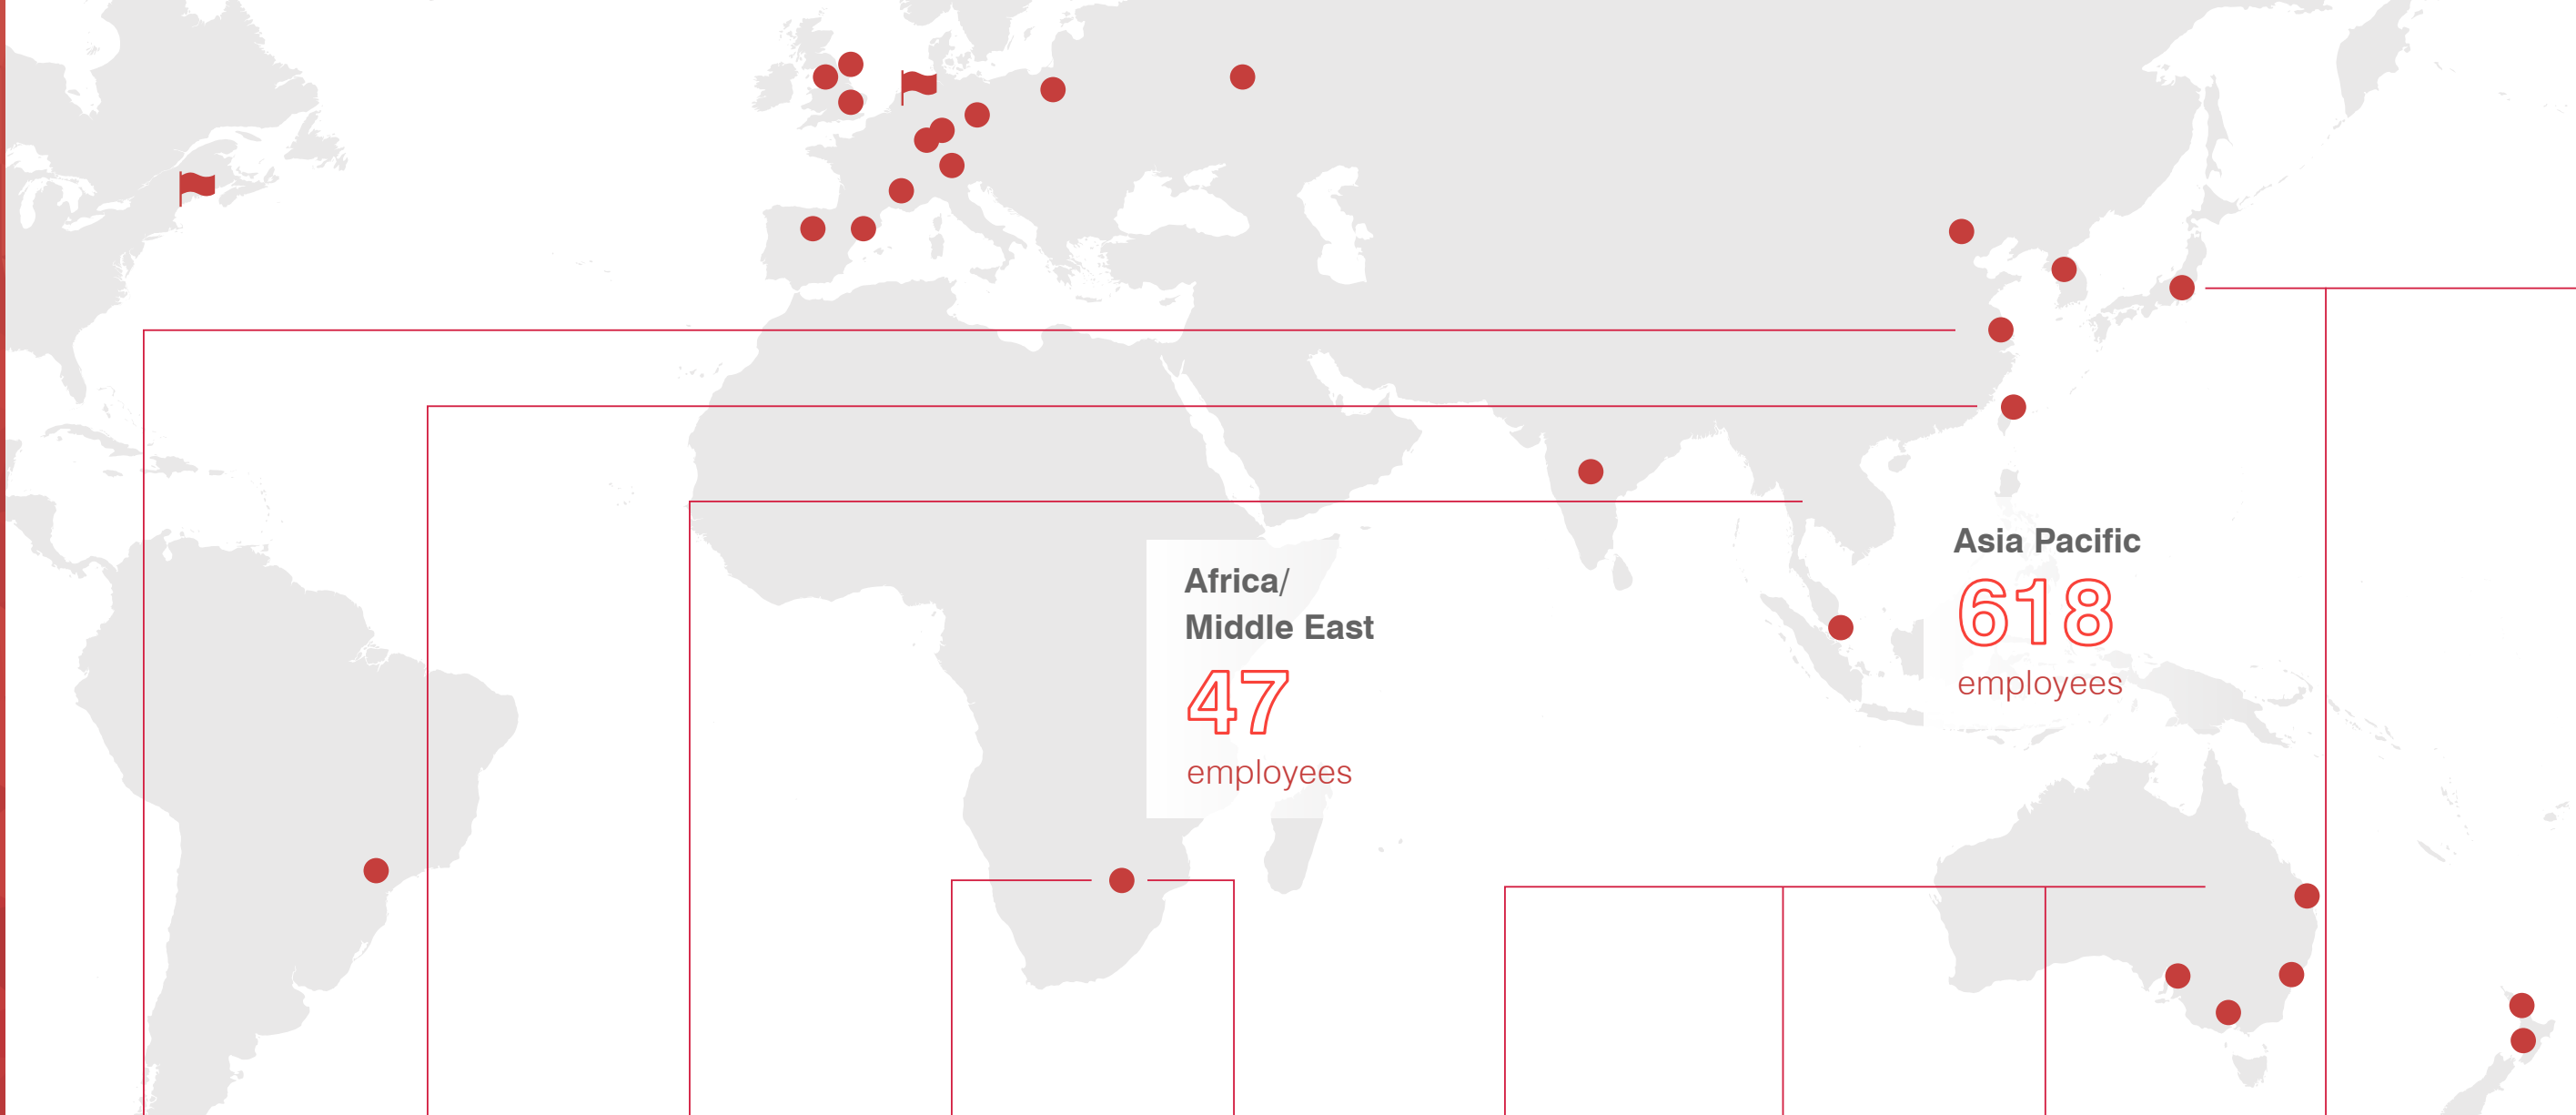 Africa/
Middle East
47
employees
Asia Pacific
618
employees